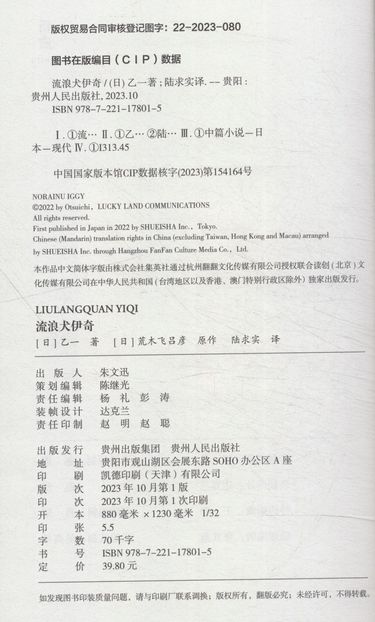 版权贸易合同审核登记图字：22-2023-080
图书在版编目（CIP）数据
流浪犬伊奇 /（日）乙一著；陆求实译. -- 贵阳：
贵州人民出版社, 2023.10
ISBN 978-7-221-17801-5
Ⅰ.①流… Ⅱ.①乙… ②陆… Ⅲ.①中篇小说—日
本—现代 Ⅳ.①I313.45
中国国家版本馆CIP数据核字(2023)第154164号
NORAINU IGGY
©2022 by Otsuichi，LUCKY LAND COMMUNICATIONS
All rights reserved.
First published in Japan in 2022 by SHUEISHA Inc.，Tokyo.
Chinese (Mandarin) translation rights in China (excluding Taiwan, Hong Kong and Macau) arranged
by SHUEISHA Inc. through Hangzhou FanFan Culture Media Co.，Ltd.
本作品中文简体字版由株式会社集英社通过杭州翻翻文化传媒有限公司授权联合读创（北京）文
化传媒有限公司在中华人民共和国（台湾地区以及香港、澳门特别行政区除外）独家出版发行。
LIULANGQUAN YIQI
流浪犬伊奇
［日］乙一 著 ［日］荒木飞吕彦 原作 陆求实 译
出 版 人 朱文迅
策划编辑 陈继光
责任编辑 杨 礼 彭 涛
装帧设计 达克兰
责任印制 赵 明 赵 聪
出版发行 贵州出版集团 贵州人民出版社
地 址 贵阳市观山湖区会展东路SOHO办公区A座
印 刷 凯德印刷（天津）有限公司
版 次 2023年10月第1版
印 次 2023年10月第1次印刷
开 本 880毫米×1230毫米 1/32
印 张 5.5
字 数 70千字
书 号 ISBN 978-7-221-17801-5
定 价 39.80元
如发现图书印装质量问题，请与印刷厂联系调换；版权所有，翻版必究；未经许可，不得转载。